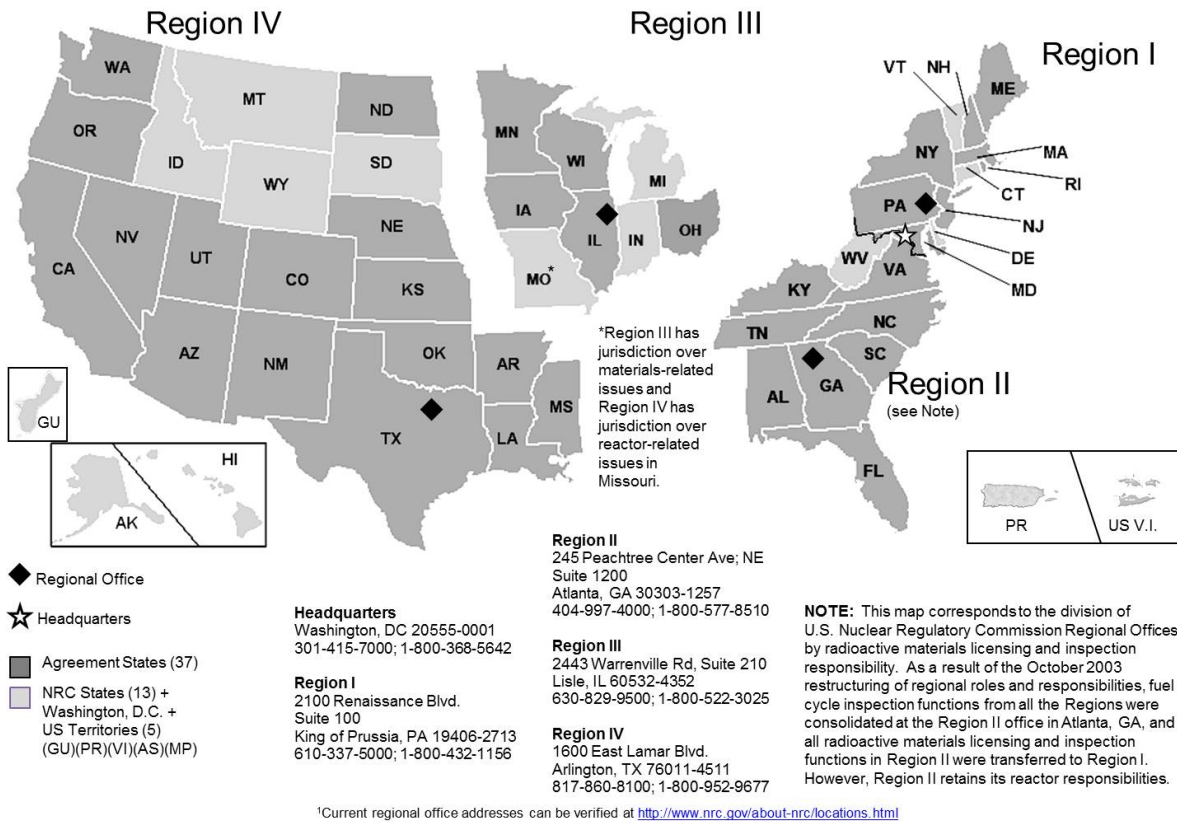 Region IV
Region III
Region I
WA
OR
CA
NV
ID
MT
WY
UT
AZ
CO
NM
ND
SD
NE
KS
OK
TX
MN
IA
MO*
WI
IL
MI
IN
OH
AR
LA
MS
VT
NH
ME
NY
MA
RI
CT
PA
NJ
DE
MD
WV
VA
KY
TN
NC
SC
GA
AL
FL
Region II
(see Note)
*Region III has
jurisdiction over
materials-related
issues and
Region IV has
jurisdiction over
reactor-related
issues in
Missouri.
GU
AK
HI
PR
US V.I.
Regional Office
Headquarters
Agreement States (37)
NRC States (13) +
Washington, D.C. +
US Territories (5)
(GU)(PR)(VI)(AS)(MP)
Headquarters
Washington, DC 20555-0001
301-415-7000; 1-800-368-5642
Region I
2100 Renaissance Blvd.
Suite 100
King of Prussia, PA 19406-2713
610-337-5000; 1-800-432-1156
Region II
245 Peachtree Center Ave; NE
Suite 1200
Atlanta, GA 30303-1257
404-997-4000; 1-800-577-8510
Region III
2443 Warrenville Rd, Suite 210
Lisle, IL 60532-4352
630-829-9500; 1-800-522-3025
Region IV
1600 East Lamar Blvd.
Arlington, TX 76011-4511
817-860-8100; 1-800-952-9677
NOTE: This map corresponds to the division of
U.S. Nuclear Regulatory Commission Regional Offices
by radioactive materials licensing and inspection
responsibility. As a result of the October 2003
restructuring of regional roles and responsibilities, fuel
cycle inspection functions from all the Regions were
consolidated at the Region II office in Atlanta, GA, and
all radioactive materials licensing and inspection
functions in Region II were transferred to Region I.
However, Region II retains its reactor responsibilities.
¹Current regional office addresses can be verified at http://www.nrc.gov/about-nrc/locations.html